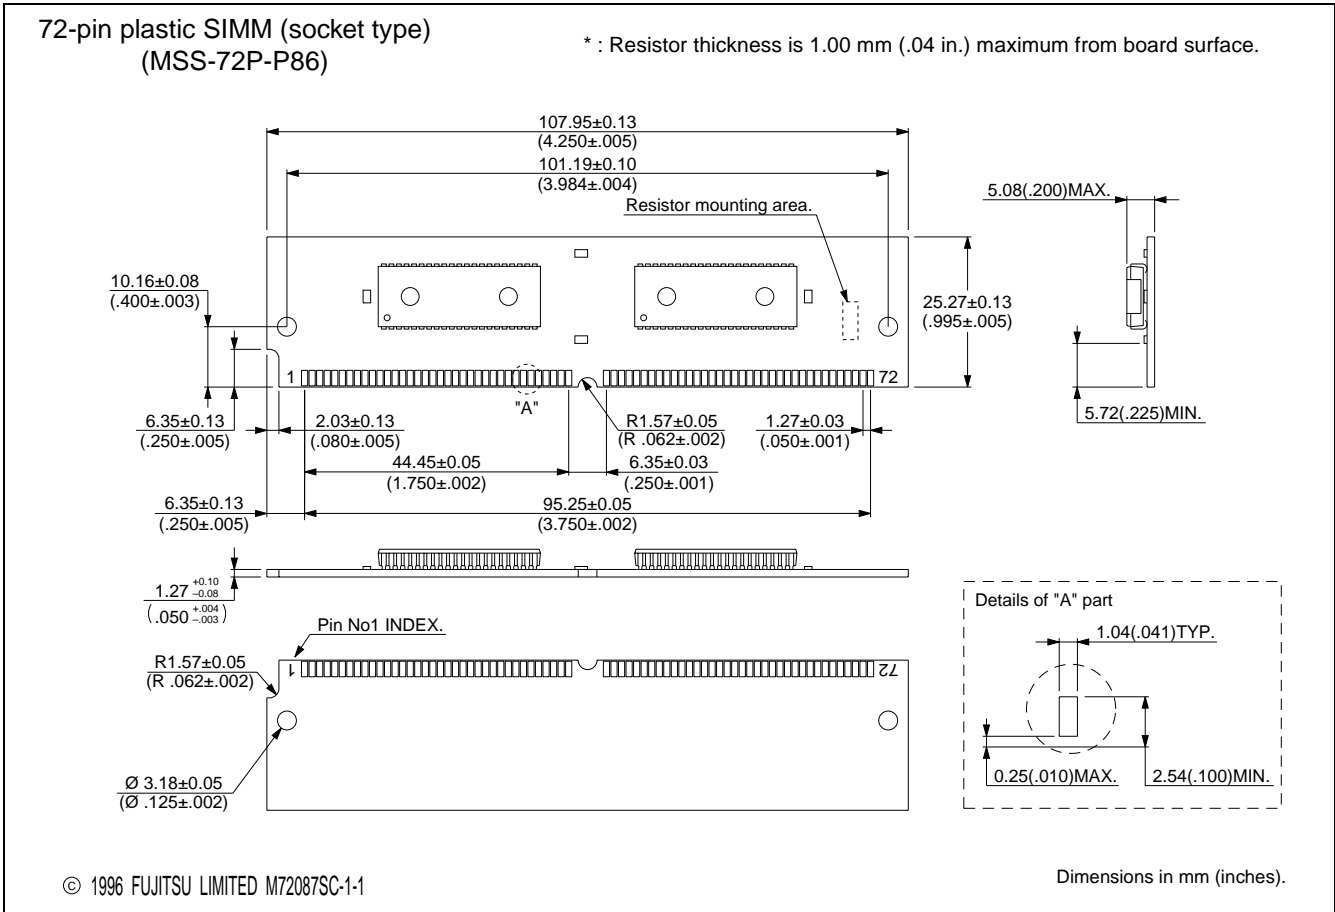 72-pin plastic SIMM (socket type)
(MSS-72P-P86)
* : Resistor thickness is 1.00 mm (.04 in.) maximum from board surface.
107.95±0.13
(4.250±.005)
101.19±0.10
(3.984±.004)
Resistor mounting area.
5.08(.200)MAX.
10.16±0.08
(.400±.003)
25.27±0.13
(.995±.005)
1
72
"A"
5.72(.225)MIN.
6.35±0.13
(.250±.005)
2.03±0.13
(.080±.005)
R1.57±0.05
(R .062±.002)
1.27±0.03
(.050±.001)
44.45±0.05
(1.750±.002)
6.35±0.03
(.250±.001)
6.35±0.13
(.250±.005)
95.25±0.05
(3.750±.002)
1.27 +0.10 –0.08
(.050 +.004 –.003)
Pin No1 INDEX.
R1.57±0.05
(R .062±.002)
1
72
Ø 3.18±0.05
(Ø .125±.002)
Details of "A" part
1.04(.041)TYP.
0.25(.010)MAX.
2.54(.100)MIN.
© 1996 FUJITSU LIMITED M72087SC-1-1
Dimensions in mm (inches).